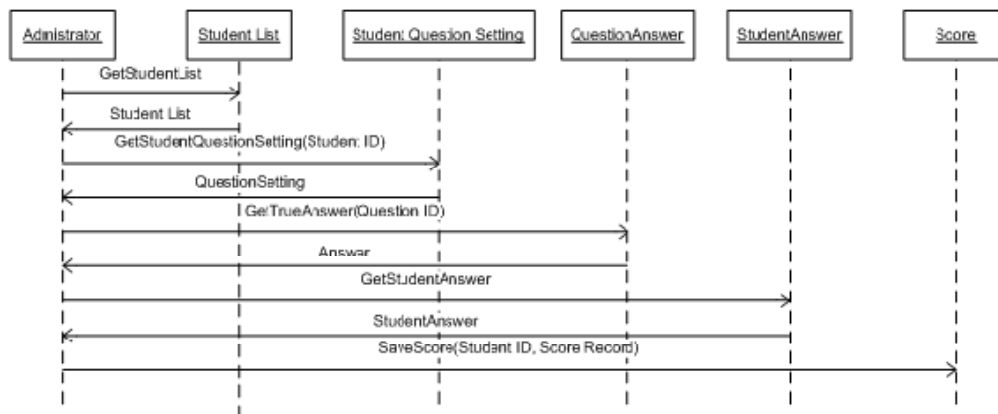 Admistrator
Student List
Student Question Setting
QuestionAnswer
StudentAnswer
Score
GetStudentList
Student List
GetStudentQuestionSetting(Student ID)
QuestionSetting
GetTrueAnswer(Question ID)
Answer
GetStudentAnswer
StudentAnswer
SaveScore(Student ID, Score Record)